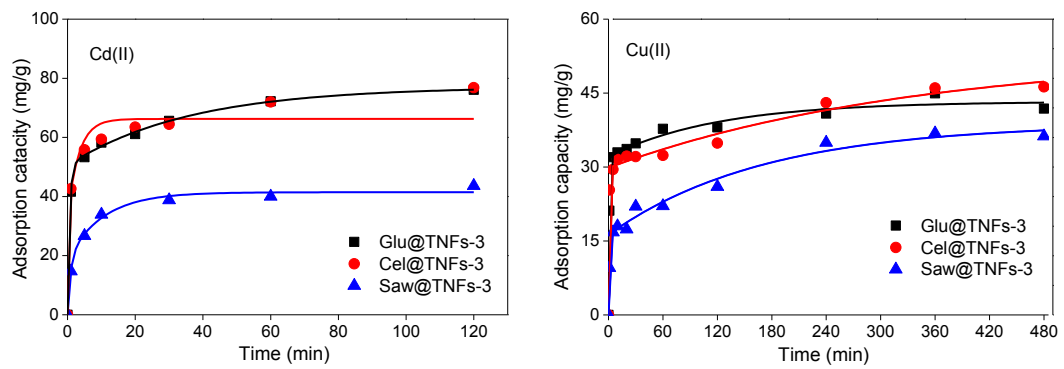 Cd(II)
Adsorption catacity (mg/g)
100
80
60
40
20
0
Glu@TNFs-3
Cel@TNFs-3
Saw@TNFs-3
0 20 40 60 80 100 120
Time (min)
Cu(II)
Adsorption capacity (mg/g)
60
45
30
15
0
Glu@TNFs-3
Cel@TNFs-3
Saw@TNFs-3
0 60 120 180 240 300 360 420 480
Time (min)